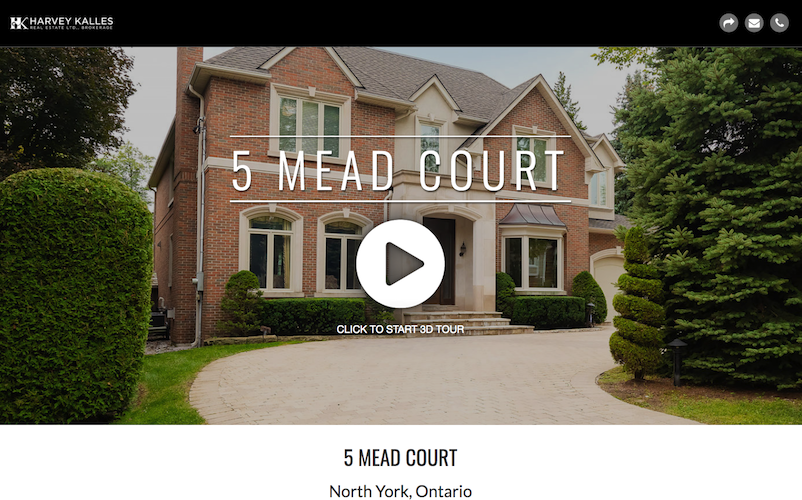 HK HARVEY KALLES
REAL ESTATE LTD., BROKERAGE
5 MEAD COURT
CLICK TO START 3D TOUR
5 MEAD COURT
North York, Ontario